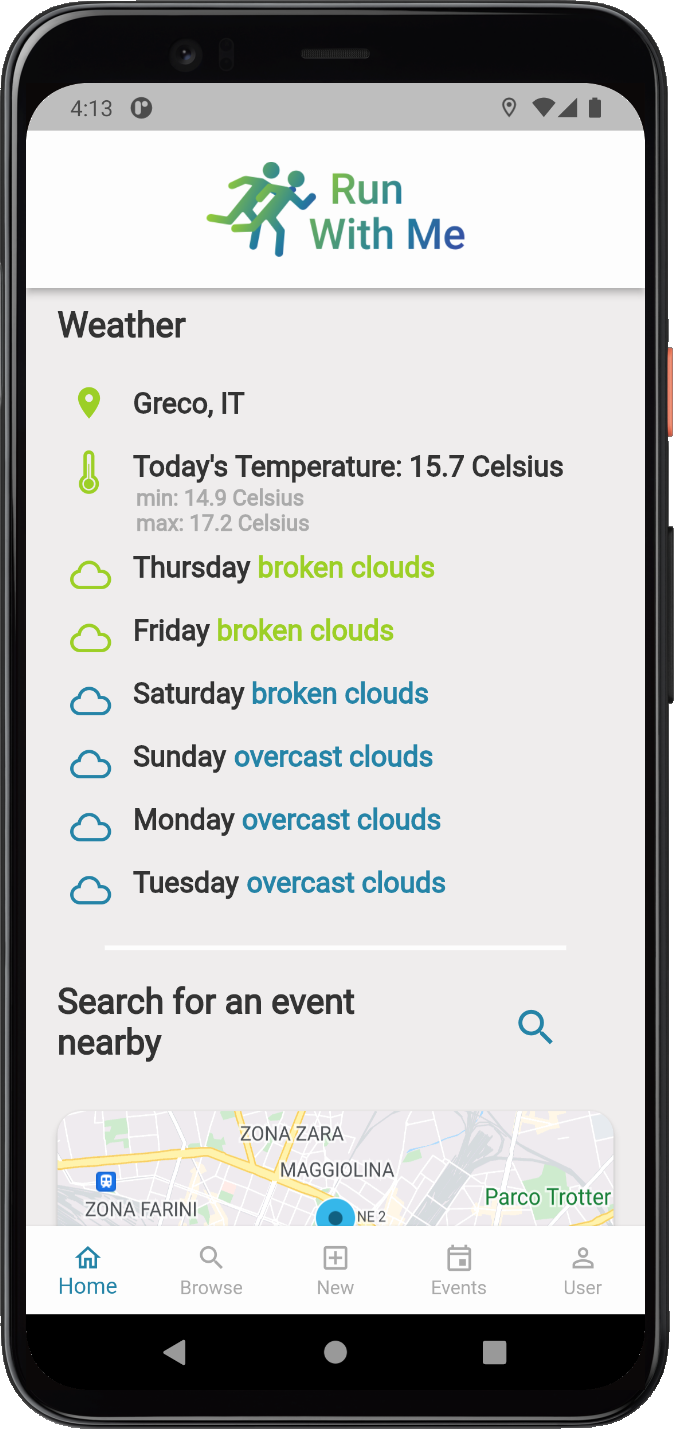 4:13
Run
With Me
Weather
Greco, IT
Today's Temperature: 15.7 Celsius
min: 14.9 Celsius
max: 17.2 Celsius
Thursday broken clouds
Friday broken clouds
Saturday broken clouds
Sunday overcast clouds
Monday overcast clouds
Tuesday overcast clouds
Search for an event
nearby
ZONA ZARA
MAGGIOLINA
Parco Trotter
ZONA FARINI
NE 2
Home
Browse
New
Events
User